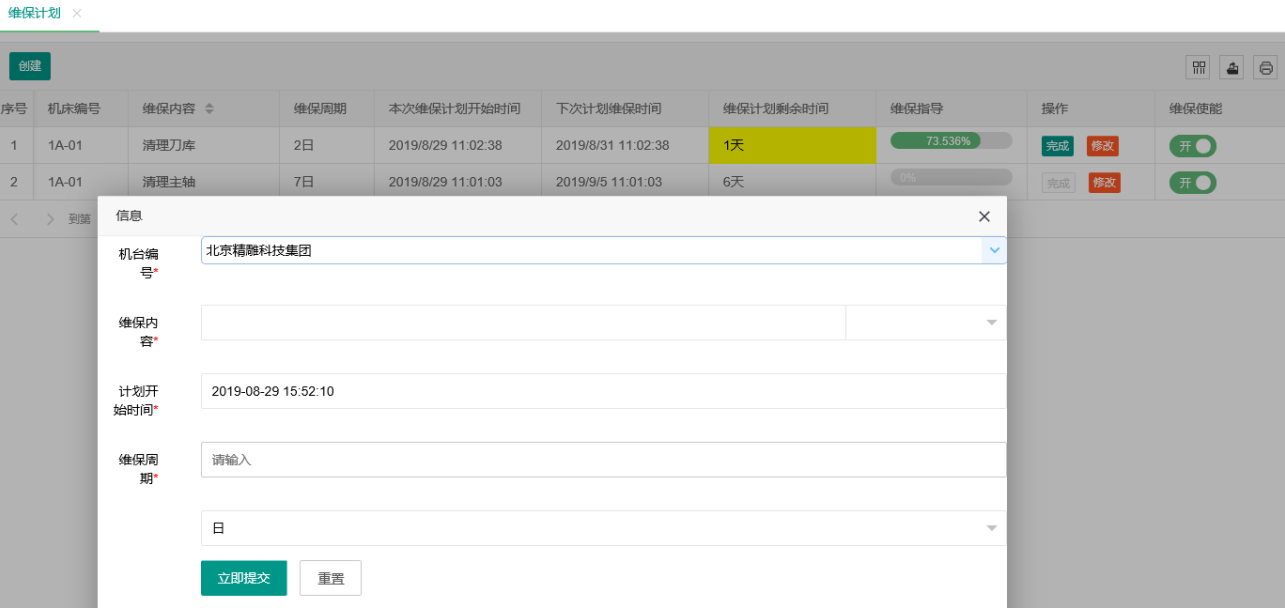 维保计划 ×
创建
序号 机床编号 维保内容 维保周期 本次维保计划开始时间 下次计划维保时间 维保计划剩余时间 维保指导 操作 维保使能
1 1A-01 清理刀库 2日 2019/8/29 11:02:38 2019/8/31 11:02:38 1天 73.536% 完成 修改 开
2 1A-01 清理主轴 7日 2019/8/29 11:01:03 2019/9/5 11:01:03 6天 0% 完成 修改 开
到第
信息
机台编
号*
北京精雕科技集团
维保内
容*
计划开
始时间*
2019-08-29 15:52:10
维保周
期*
请输入
日
立即提交 重置